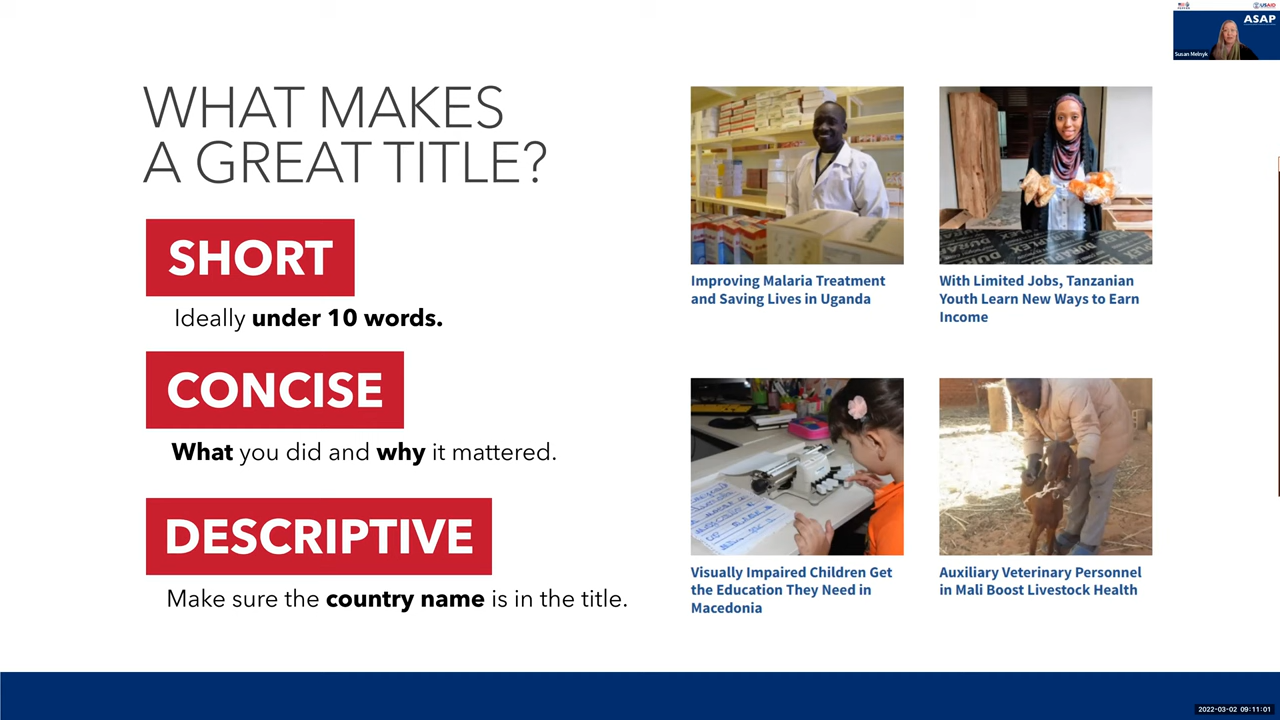 USAID
ASAP
Susan Melnyk
WHAT MAKES
A GREAT TITLE?
SHORT
Ideally under 10 words.
CONCISE
What you did and why it mattered.
DESCRIPTIVE
Make sure the country name is in the title.
Improving Malaria Treatment
and Saving Lives in Uganda
DURAPLEX
With Limited Jobs, Tanzanian
Youth Learn New Ways to Earn
Income
Visually Impaired Children Get
the Education They Need in
Macedonia
Auxiliary Veterinary Personnel
in Mali Boost Livestock Health
2022-03-02 09:11:01